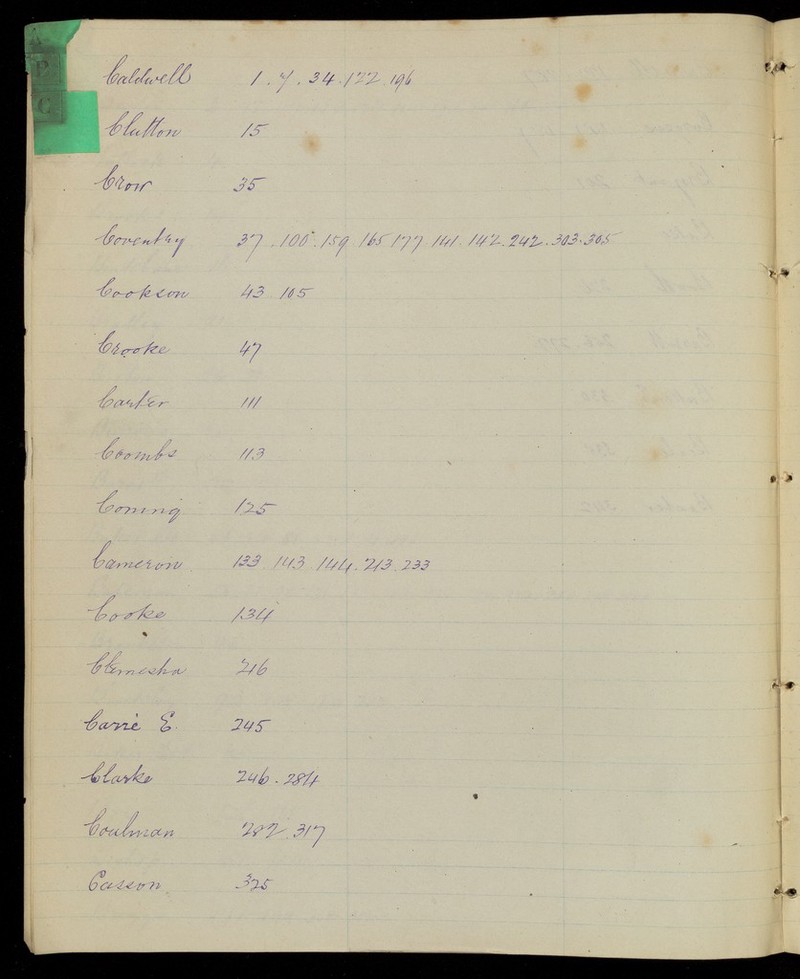 A
B
C
Caldwell 1 . 7 . 34 . 122 . 196
Clutton 15
Crow 35
Coventry 37 . 100 . 159 . 165 177 141 . 142 . 242 . 303 . 305
Cookson 43 105
Crooke 47
Carter 111
Coombs 113
Coming 125
Cameron 133 143 144 . 213 . 233
Cooke 134
Clemesha 216
Carrie E. 245
Clarke 246 . 284
Coulman 282 . 317
Casson 325